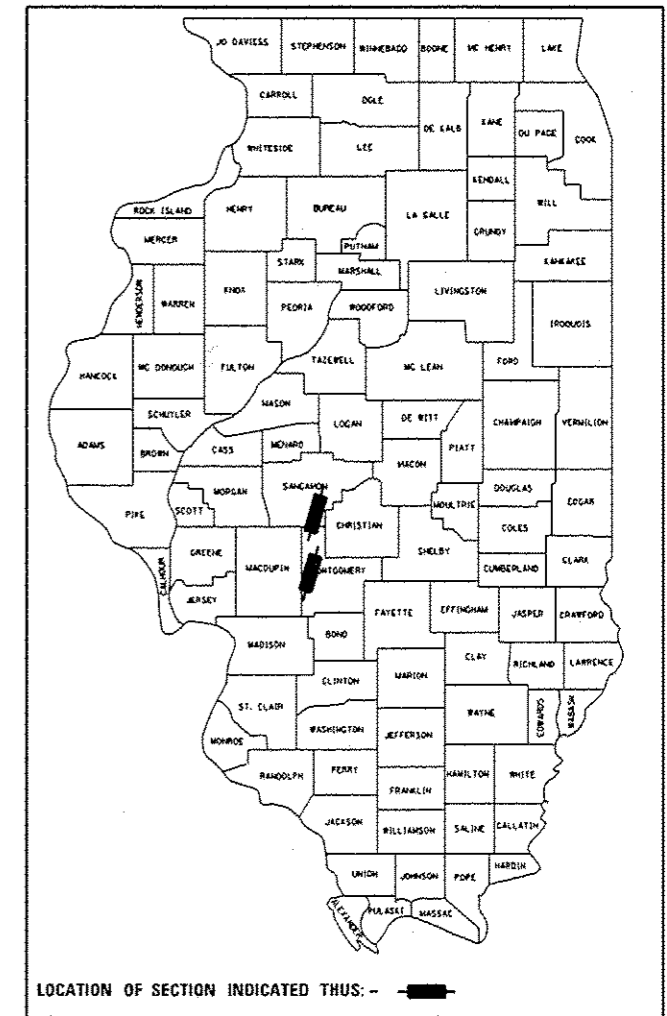 JO DAVIESS STEPHENSON WINNEBAGO BOONE MC HENRY LAKE
CARROLL OGLE DE KALB KANE DU PAGE COOK
WHITESIDE LEE KENDALL WILL
ROCK ISLAND HENRY BUREAU LA SALLE GRUNDY
MERCER PUTNAM KANKAKEE
STARK MARSHALL
HENDERSON WARREN KNOX PEORIA WOODFORD LIVINGSTON IROQUOIS
HANCOCK MC DONOUGH FULTON TAZEWELL MC LEAN FORD
MASON
SCHUYLER LOGAN DE WITT CHAMPAIGN VERMILION
ADAMS BROWN CASS MENARD MACON PIATT
PIKE SCOTT MORGAN SANGAMON CHRISTIAN MOULTRIE DOUGLAS EDGAR
COLES
CALHOUN GREENE MACOUPIN MONTGOMERY SHELBY CUMBERLAND CLARK
JERSEY FAYETTE EFFINGHAM JASPER CRAWFORD
MADISON BOND
CLAY RICHLAND LAWRENCE
CLINTON MARION
ST. CLAIR WAYNE EDWARDS WABASH
MONROE WASHINGTON JEFFERSON
RANDOLPH PERRY HAMILTON WHITE
FRANKLIN
JACKSON WILLIAMSON SALINE GALLATIN
HARDIN
UNION JOHNSON POPE
ALEXANDER PULASKI MASSAC
LOCATION OF SECTION INDICATED THUS: -